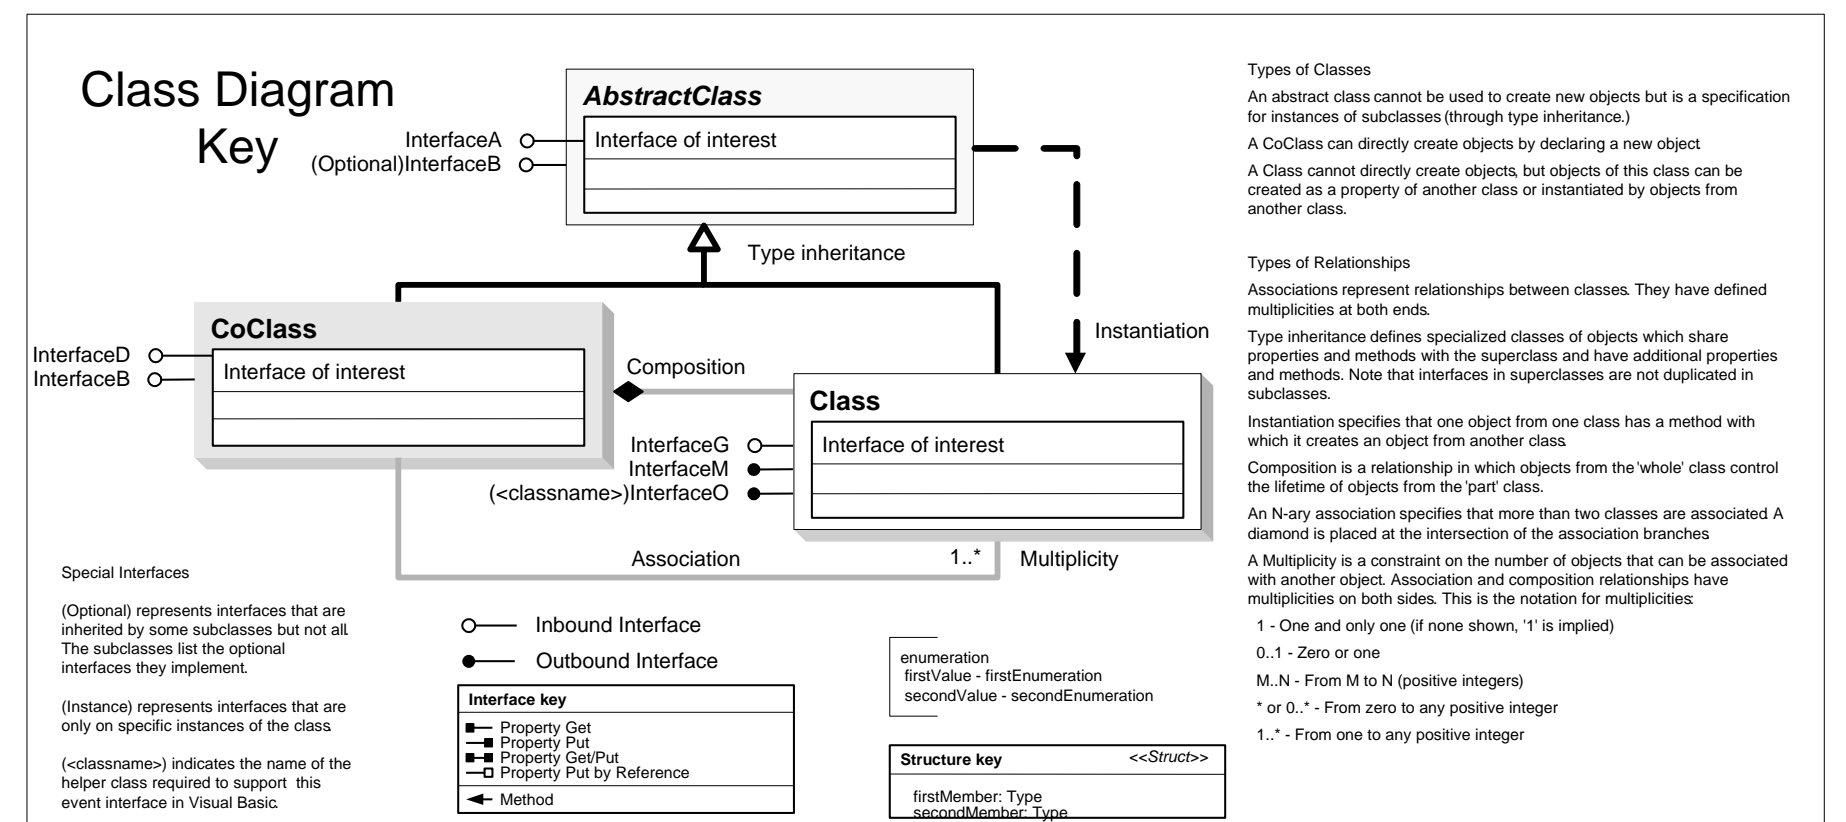 Class Diagram
Key
AbstractClass
Interface of interest
InterfaceA
(Optional)InterfaceB
Type inheritance
CoClass
Interface of interest
InterfaceD
InterfaceB
Composition
Instantiation
Class
Interface of interest
InterfaceG
InterfaceM
(<classname>)InterfaceO
Association
1..*
Multiplicity
Special Interfaces
(Optional) represents interfaces that are
inherited by some subclasses but not all.
The subclasses list the optional
interfaces they implement.
(Instance) represents interfaces that are
only on specific instances of the class.
(<classname>) indicates the name of the
helper class required to support this
event interface in Visual Basic.
Inbound Interface
Outbound Interface
Interface key
Property Get
Property Put
Property Get/Put
Property Put by Reference
Method
enumeration
firstValue - firstEnumeration
secondValue - secondEnumeration
Structure key <<Struct>>
firstMember: Type
secondMember: Type
Types of Classes
An abstract class cannot be used to create new objects but is a specification
for instances of subclasses (through type inheritance.)
A CoClass can directly create objects by declaring a new object.
A Class cannot directly create objects, but objects of this class can be
created as a property of another class or instantiated by objects from
another class.
Types of Relationships
Associations represent relationships between classes. They have defined
multiplicities at both ends.
Type inheritance defines specialized classes of objects which share
properties and methods with the superclass and have additional properties
and methods. Note that interfaces in superclasses are not duplicated in
subclasses.
Instantiation specifies that one object from one class has a method with
which it creates an object from another class.
Composition is a relationship in which objects from the 'whole' class control
the lifetime of objects from the 'part' class.
An N-ary association specifies that more than two classes are associated. A
diamond is placed at the intersection of the association branches.
A Multiplicity is a constraint on the number of objects that can be associated
with another object. Association and composition relationships have
multiplicities on both sides. This is the notation for multiplicities:
1 - One and only one (if none shown, '1' is implied)
0..1 - Zero or one
M..N - From M to N (positive integers)
* or 0..* - From zero to any positive integer
1..* - From one to any positive integer